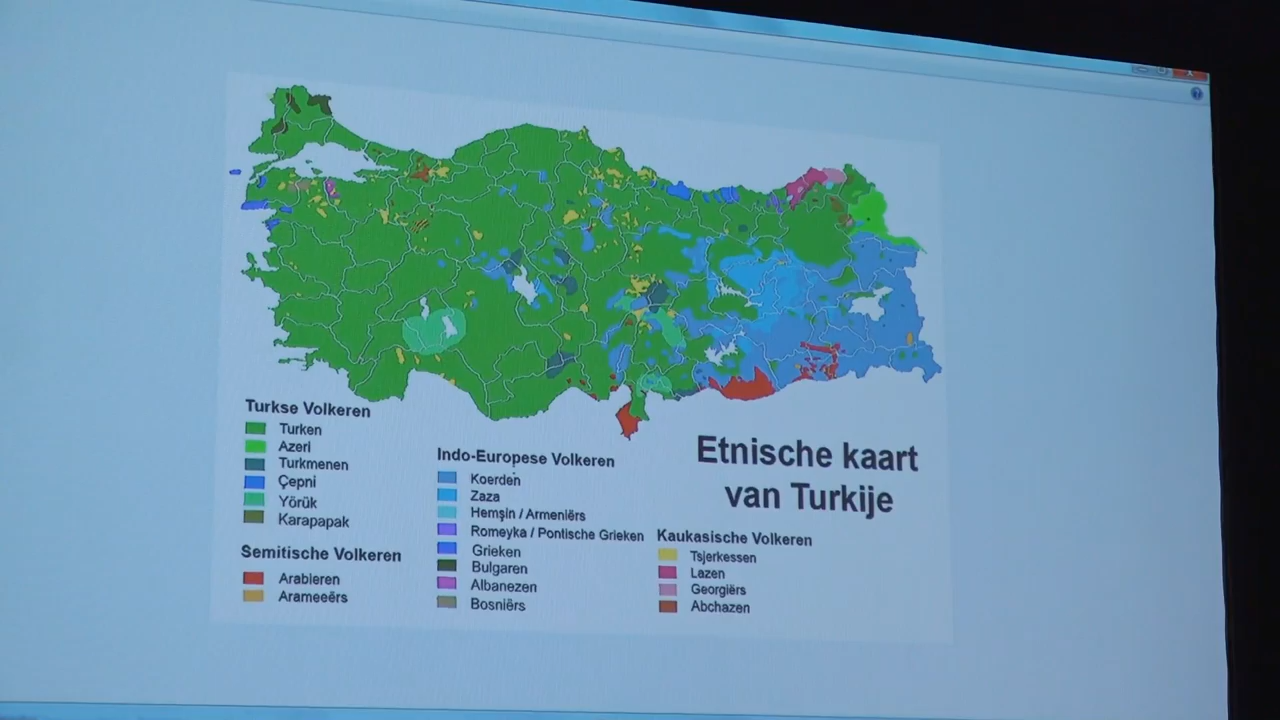 Turkse Volkeren
Turken
Azeri
Turkmenen
Çepni
Yörük
Karapapak
Semitische Volkeren
Arabieren
Arameeërs
Indo-Europese Volkeren
Koerden
Zaza
Hemşin / Armeniërs
Romeyka / Pontische Grieken
Grieken
Bulgaren
Albanezen
Bosniërs
Etnische kaart
van Turkije
Kaukasische Volkeren
Tsjerkessen
Lazen
Georgiërs
Abchazen